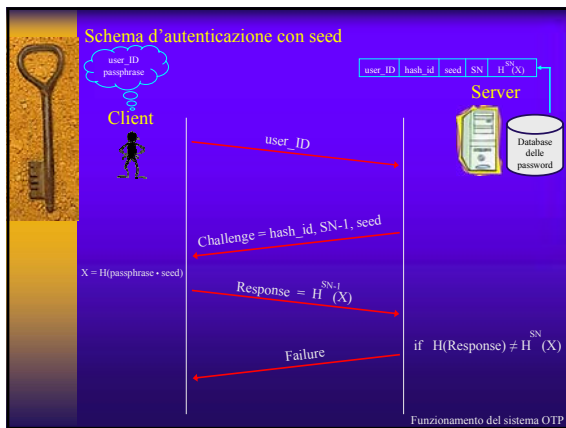 Schema d'autenticazione con seed
user_ID
passphrase
user_ID hash_id seed SN H^SN(X)
Client
Server
Database
delle
password
user_ID
Challenge = hash_id, SN-1, seed
X = H(passphrase • seed)
Response = H^SN-1(X)
if H(Response) ≠ H^SN(X)
Failure
Funzionamento del sistema OTP